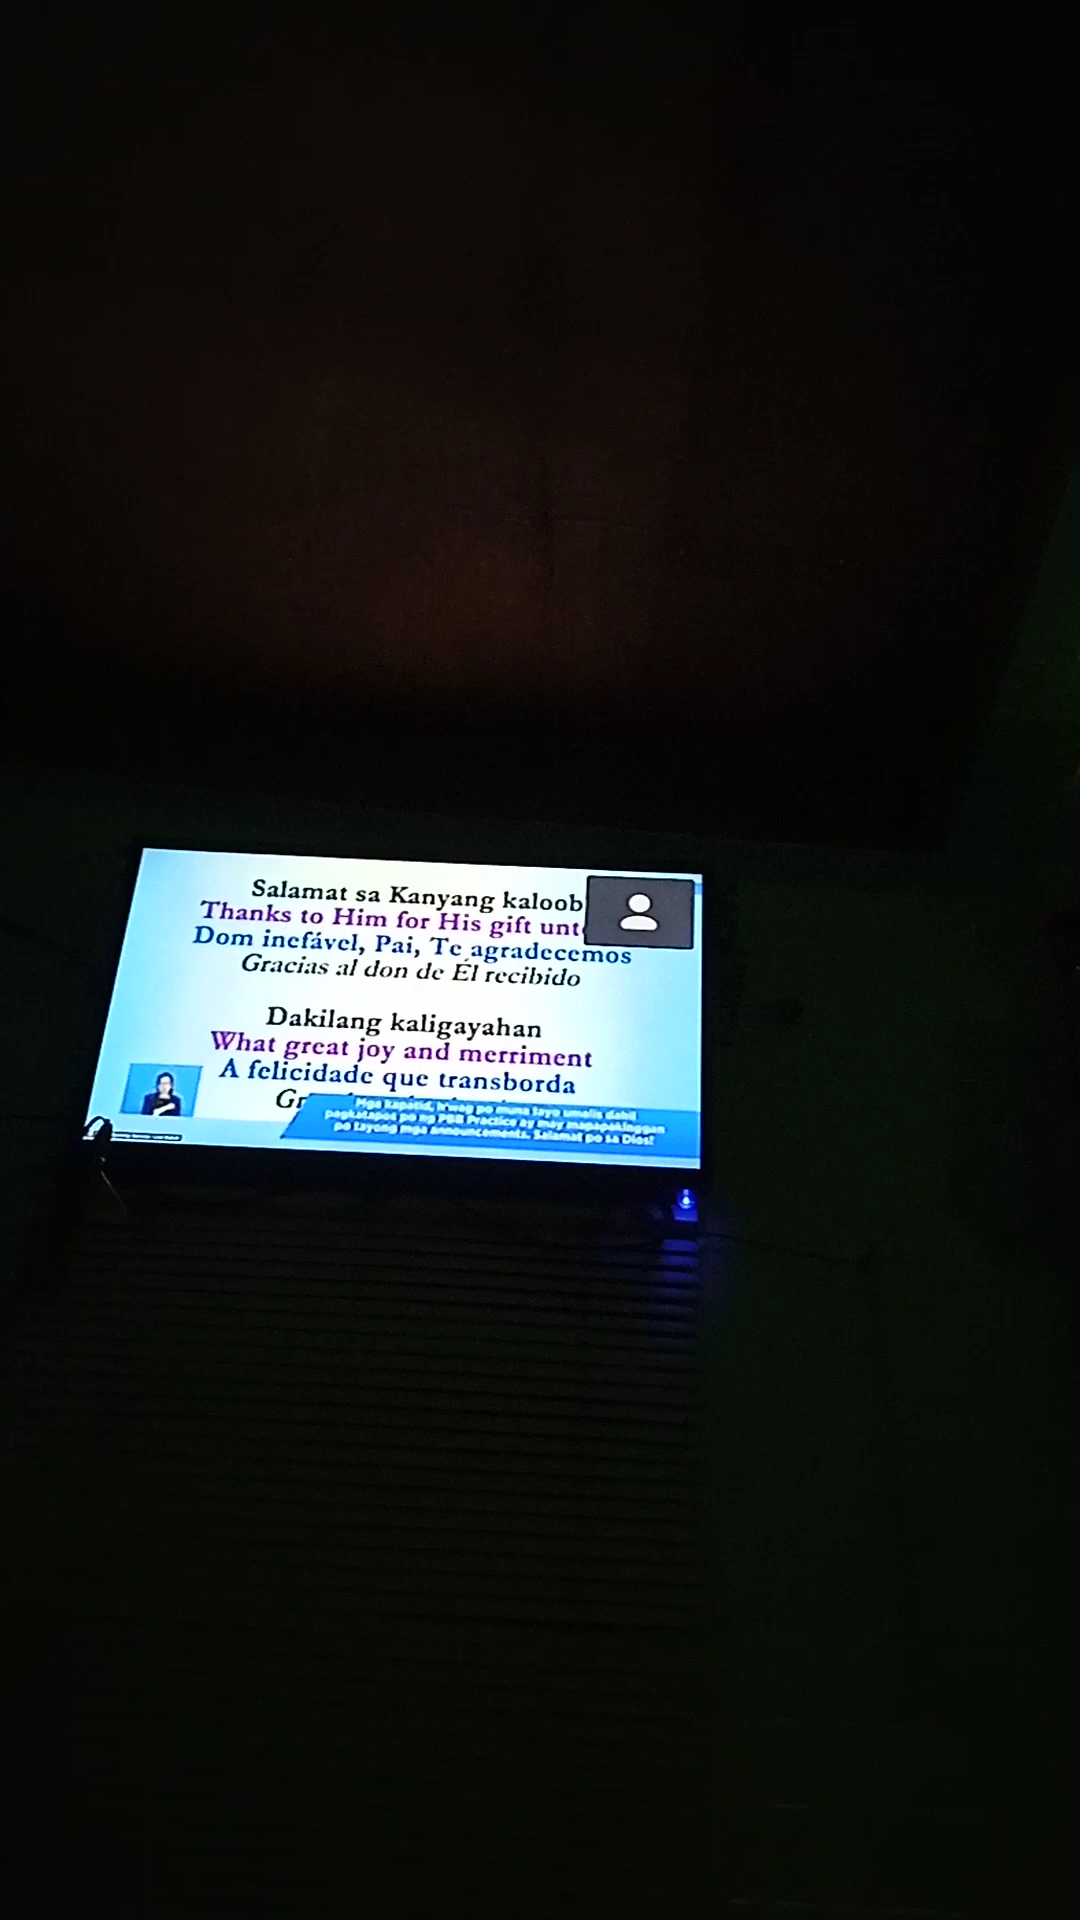 Salamat sa Kanyang kaloob
Thanks to Him for His gift unt
Dom inefável, Pai, Te agradecemos
Gracias al don de Él recibido
Dakilang kaligayahan
What great joy and merriment
A felicidade que transborda
Gr
Mga kapatid, h'wag po muna tayo umalis dahil
pagkatapos po ng PBB Practice ay may mapapakinggan
po tayong mga announcements. Salamat po sa Dios!